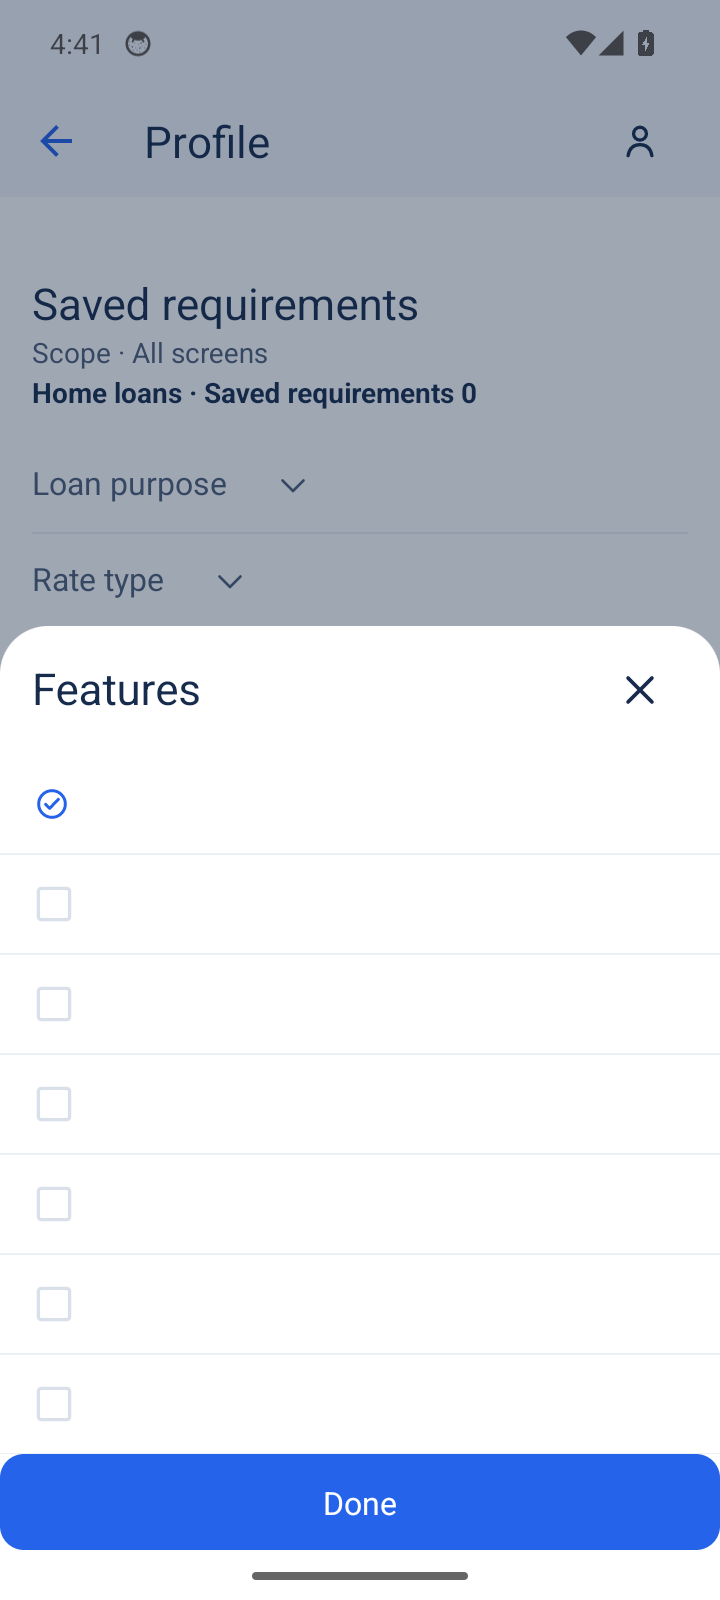 4:41
Profile
Saved requirements
Scope · All screens
Home loans · Saved requirements 0
Loan purpose
Rate type
Features
Done